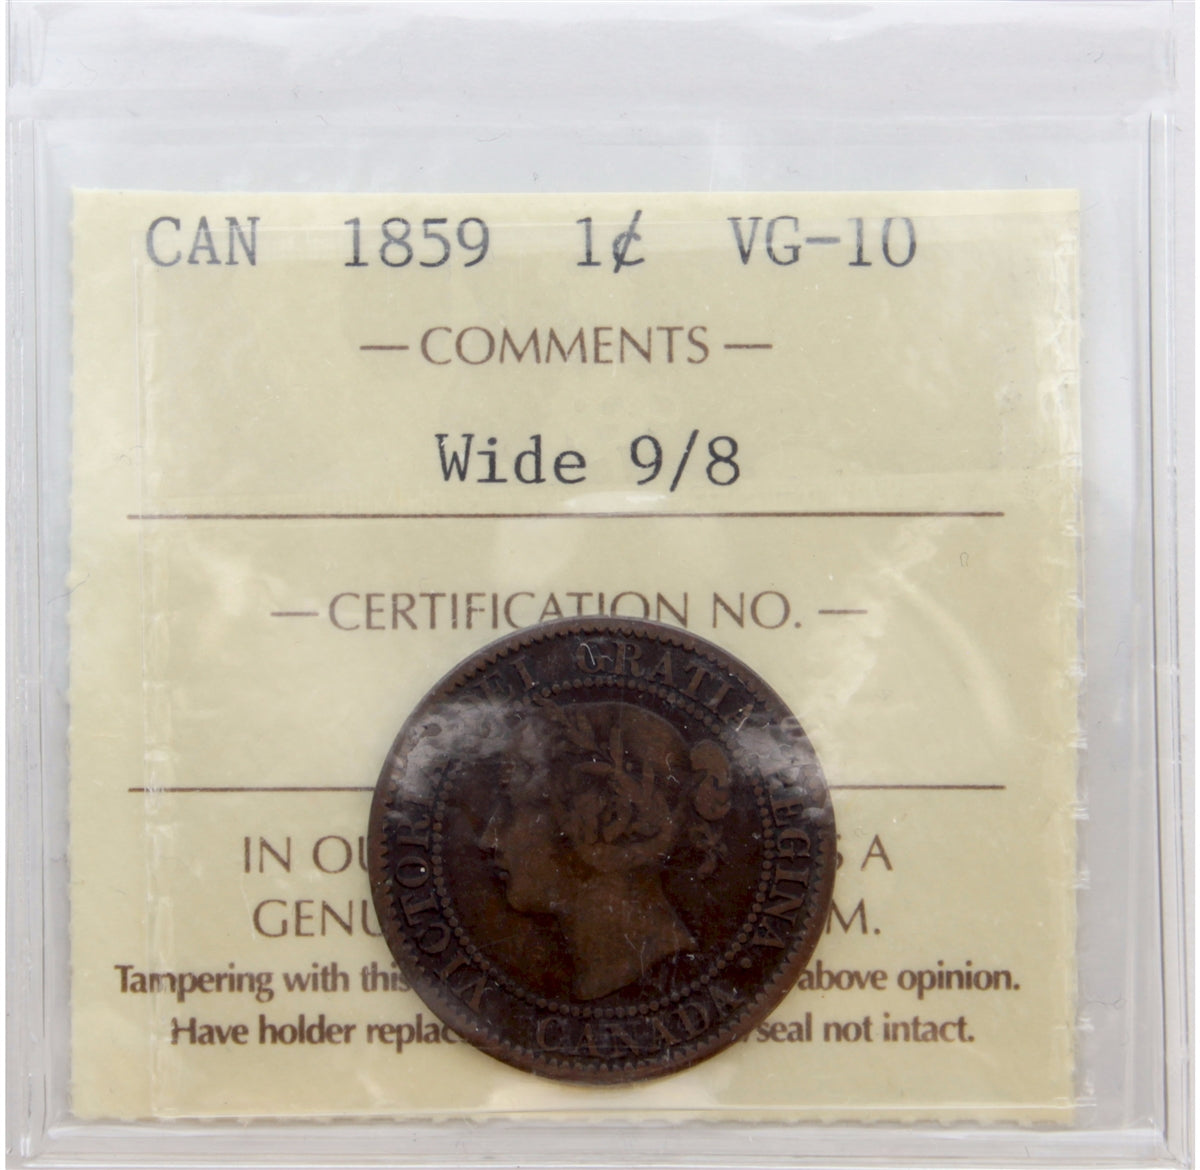 CAN 1859 1¢ VG-10
— COMMENTS —
Wide 9/8
— CERTIFICATION NO. —
IN OU S A
GENU M.
Tampering with this above opinion.
Have holder replac seal not intact.
VICTORIA DEI GRATIA REGINA.
CANADA